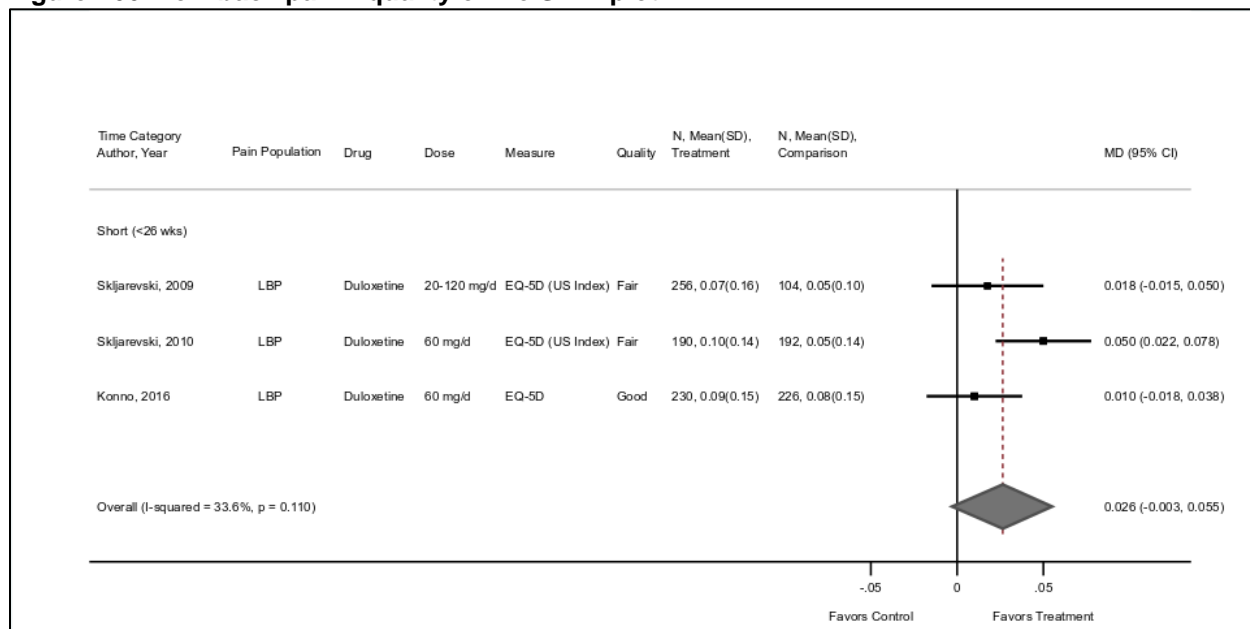 Time Category
Author, Year Pain Population Drug Dose Measure Quality N, Mean(SD), Treatment N, Mean(SD), Comparison MD (95% CI)
Short (<26 wks)
Skljarevski, 2009 LBP Duloxetine 20-120 mg/d EQ-5D (US Index) Fair 256, 0.07(0.16) 104, 0.05(0.10) 0.018 (-0.015, 0.050)
Skljarevski, 2010 LBP Duloxetine 60 mg/d EQ-5D (US Index) Fair 190, 0.10(0.14) 192, 0.05(0.14) 0.050 (0.022, 0.078)
Konno, 2016 LBP Duloxetine 60 mg/d EQ-5D Good 230, 0.09(0.15) 226, 0.08(0.15) 0.010 (-0.018, 0.038)
Overall (I-squared = 33.6%, p = 0.110) 0.026 (-0.003, 0.055)
-.05 0 .05
Favors Control Favors Treatment